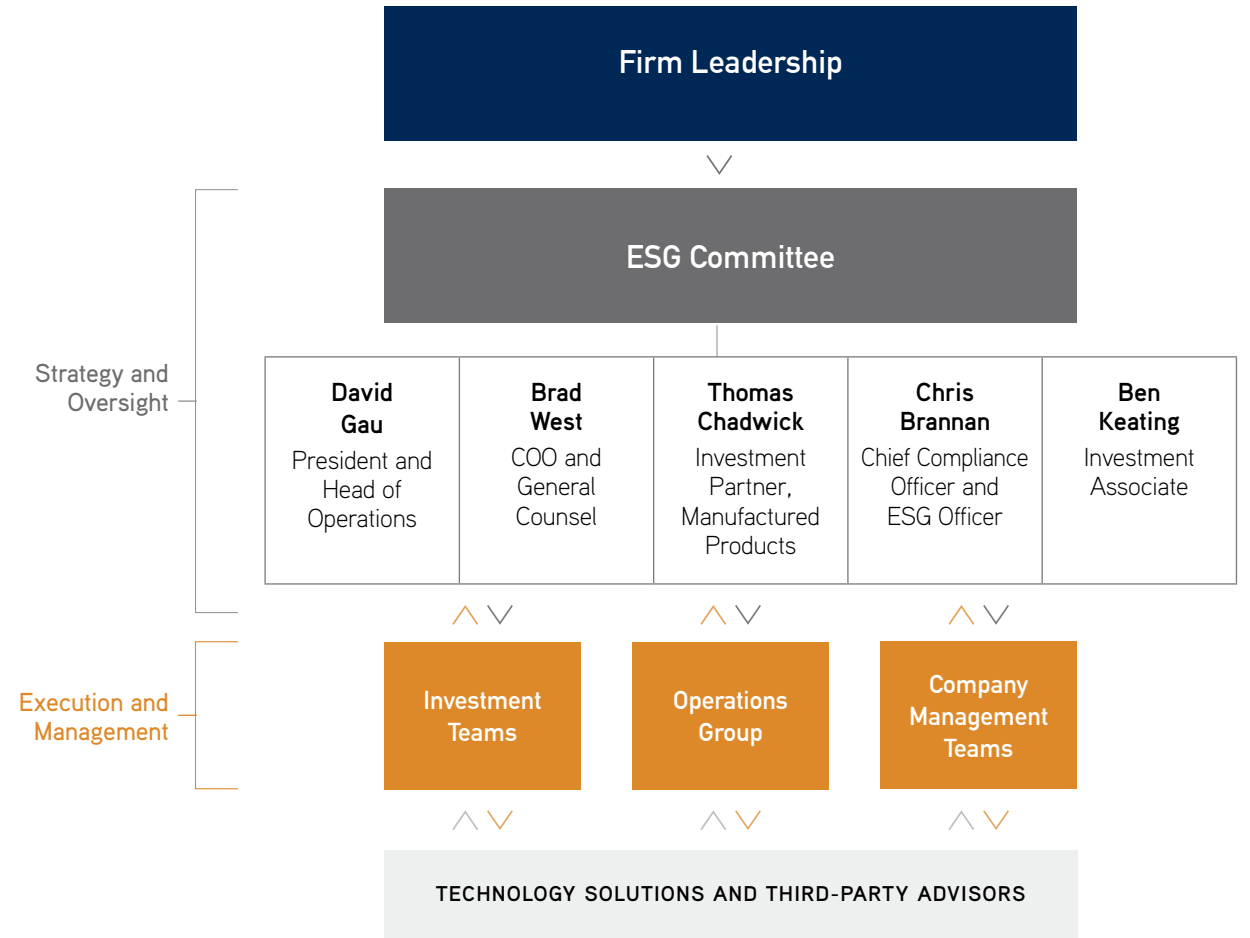 Firm Leadership
ESG Committee
Strategy and
Oversight
David
Gau
President and
Head of
Operations
Brad
West
COO and
General
Counsel
Thomas
Chadwick
Investment
Partner,
Manufactured
Products
Chris
Brannan
Chief Compliance
Officer and
ESG Officer
Ben
Keating
Investment
Associate
Execution and
Management
Investment
Teams
Operations
Group
Company
Management
Teams
TECHNOLOGY SOLUTIONS AND THIRD-PARTY ADVISORS